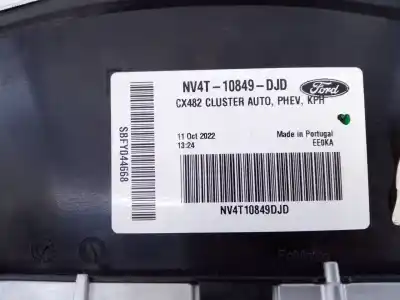 NV4T-10849-DJD
Ford
CX482 CLUSTER AUTO, PHEV, KPH
SBFY044668
11 Oct 2022
13:24
Made in Portugal
EE0KA
NV4T10849DJD